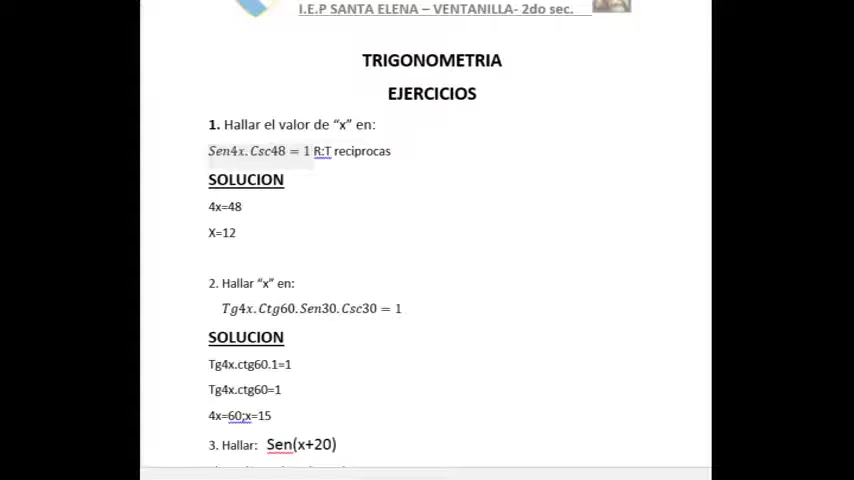 I.E.P SANTA ELENA – VENTANILLA- 2do sec.
TRIGONOMETRIA
EJERCICIOS
1. Hallar el valor de “x” en:
Sen4x.Csc48 = 1 R:T reciprocas
SOLUCION
4x=48
X=12
2. Hallar “x” en:
Tg4x.Ctg60.Sen30.Csc30 = 1
SOLUCION
Tg4x.ctg60.1=1
Tg4x.ctg60=1
4x=60;x=15
3. Hallar: Sen(x+20)